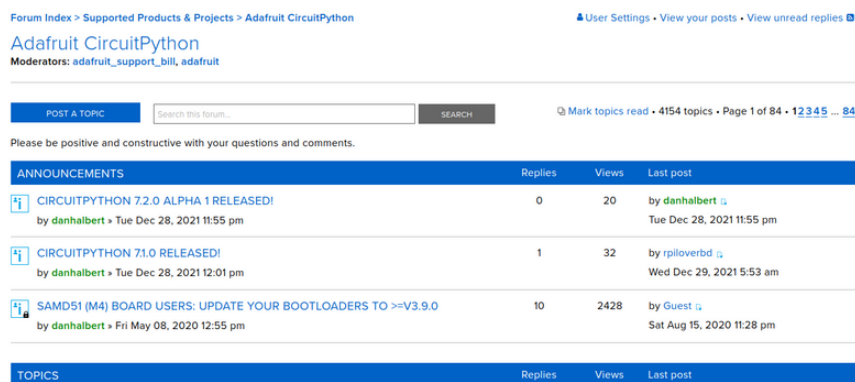 Forum Index > Supported Products & Projects > Adafruit CircuitPython
User Settings • View your posts • View unread replies
Adafruit CircuitPython
Moderators: adafruit_support_bill, adafruit
POST A TOPIC
Search this forum...
SEARCH
Mark topics read • 4154 topics • Page 1 of 84 • 1 2 3 4 5 ... 84
Please be positive and constructive with your questions and comments.
ANNOUNCEMENTS Replies Views Last post
CIRCUITPYTHON 7.2.0 ALPHA 1 RELEASED! 0 20 by danhalbert
by danhalbert » Tue Dec 28, 2021 11:55 pm Tue Dec 28, 2021 11:55 pm
CIRCUITPYTHON 7.1.0 RELEASED! 1 32 by rpiloverbd
by danhalbert » Tue Dec 28, 2021 12:01 pm Wed Dec 29, 2021 5:53 am
SAMD51 (M4) BOARD USERS: UPDATE YOUR BOOTLOADERS TO >=V3.9.0 10 2428 by Guest
by danhalbert » Fri May 08, 2020 12:55 pm Sat Aug 15, 2020 11:28 pm
TOPICS Replies Views Last post